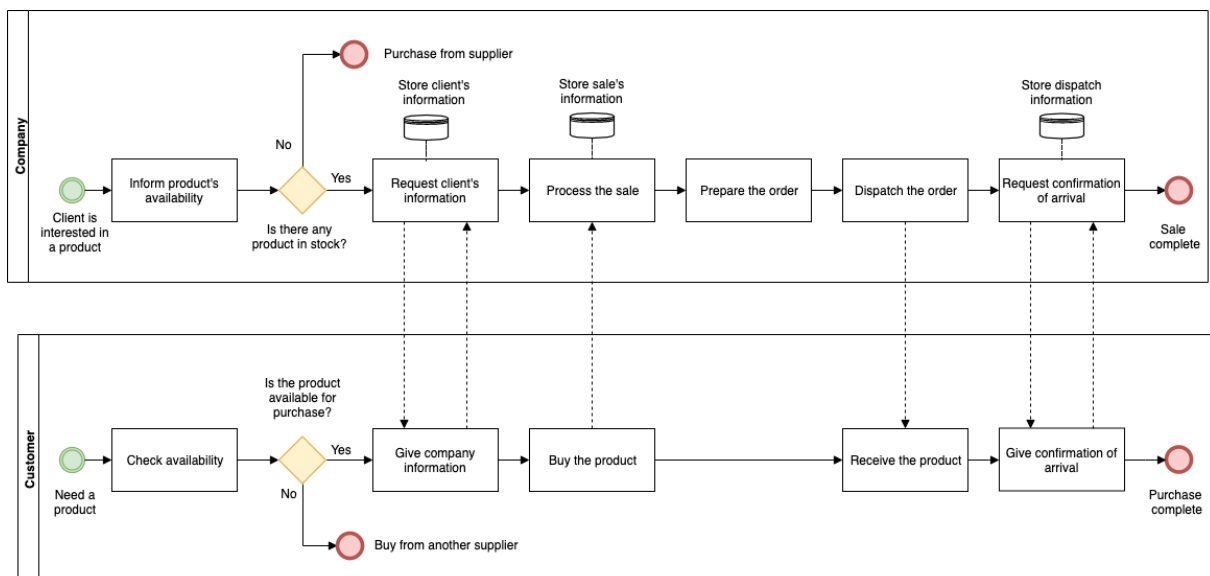 Company
Purchase from supplier
Store client's
information
Store sale's
information
Store dispatch
information
No
Yes
Inform product's
availability
Request client's
information
Process the sale
Prepare the order
Dispatch the order
Request confirmation
of arrival
Client is
interested in
a product
Is there any
product in stock?
Sale
complete
Customer
Is the product
available for
purchase?
Yes
Check availability
Give company
information
Buy the product
Receive the product
Give confirmation of
arrival
No
Need a
product
Purchase
complete
Buy from another supplier